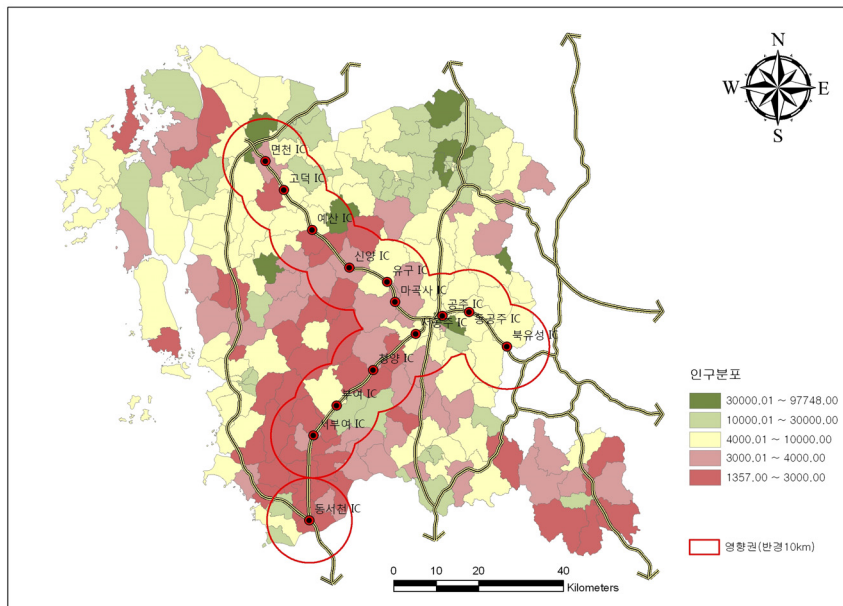 N
W
E
S
면천 IC
고덕 IC
예산 IC
신양 IC
유구 IC
마곡사 IC
공주 IC
동공주 IC
서공주 IC
북유성 IC
청양 IC
부여 IC
서부여 IC
동서천 IC
인구분포
30000.01 ~ 97748.00
10000.01 ~ 30000.00
4000.01 ~ 10000.00
3000.01 ~ 4000.00
1357.00 ~ 3000.00
영향권(반경10km)
0 10 20 40
Kilometers